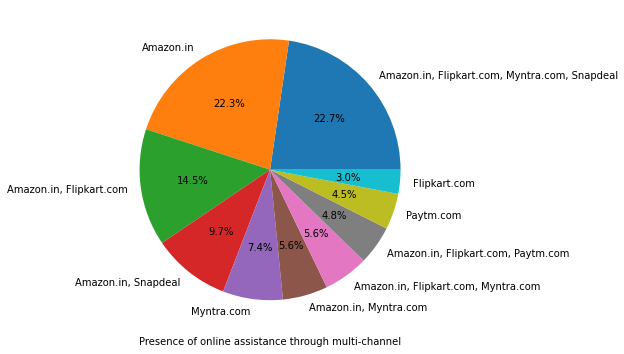 Amazon.in
Amazon.in, Flipkart.com, Myntra.com, Snapdeal
22.3%
22.7%
Amazon.in, Flipkart.com
14.5%
3.0%
Flipkart.com
4.5%
Paytm.com
9.7%
4.8%
5.6%
7.4%
5.6%
Amazon.in, Flipkart.com, Paytm.com
Amazon.in, Snapdeal
Amazon.in, Flipkart.com, Myntra.com
Myntra.com
Amazon.in, Myntra.com
Presence of online assistance through multi-channel